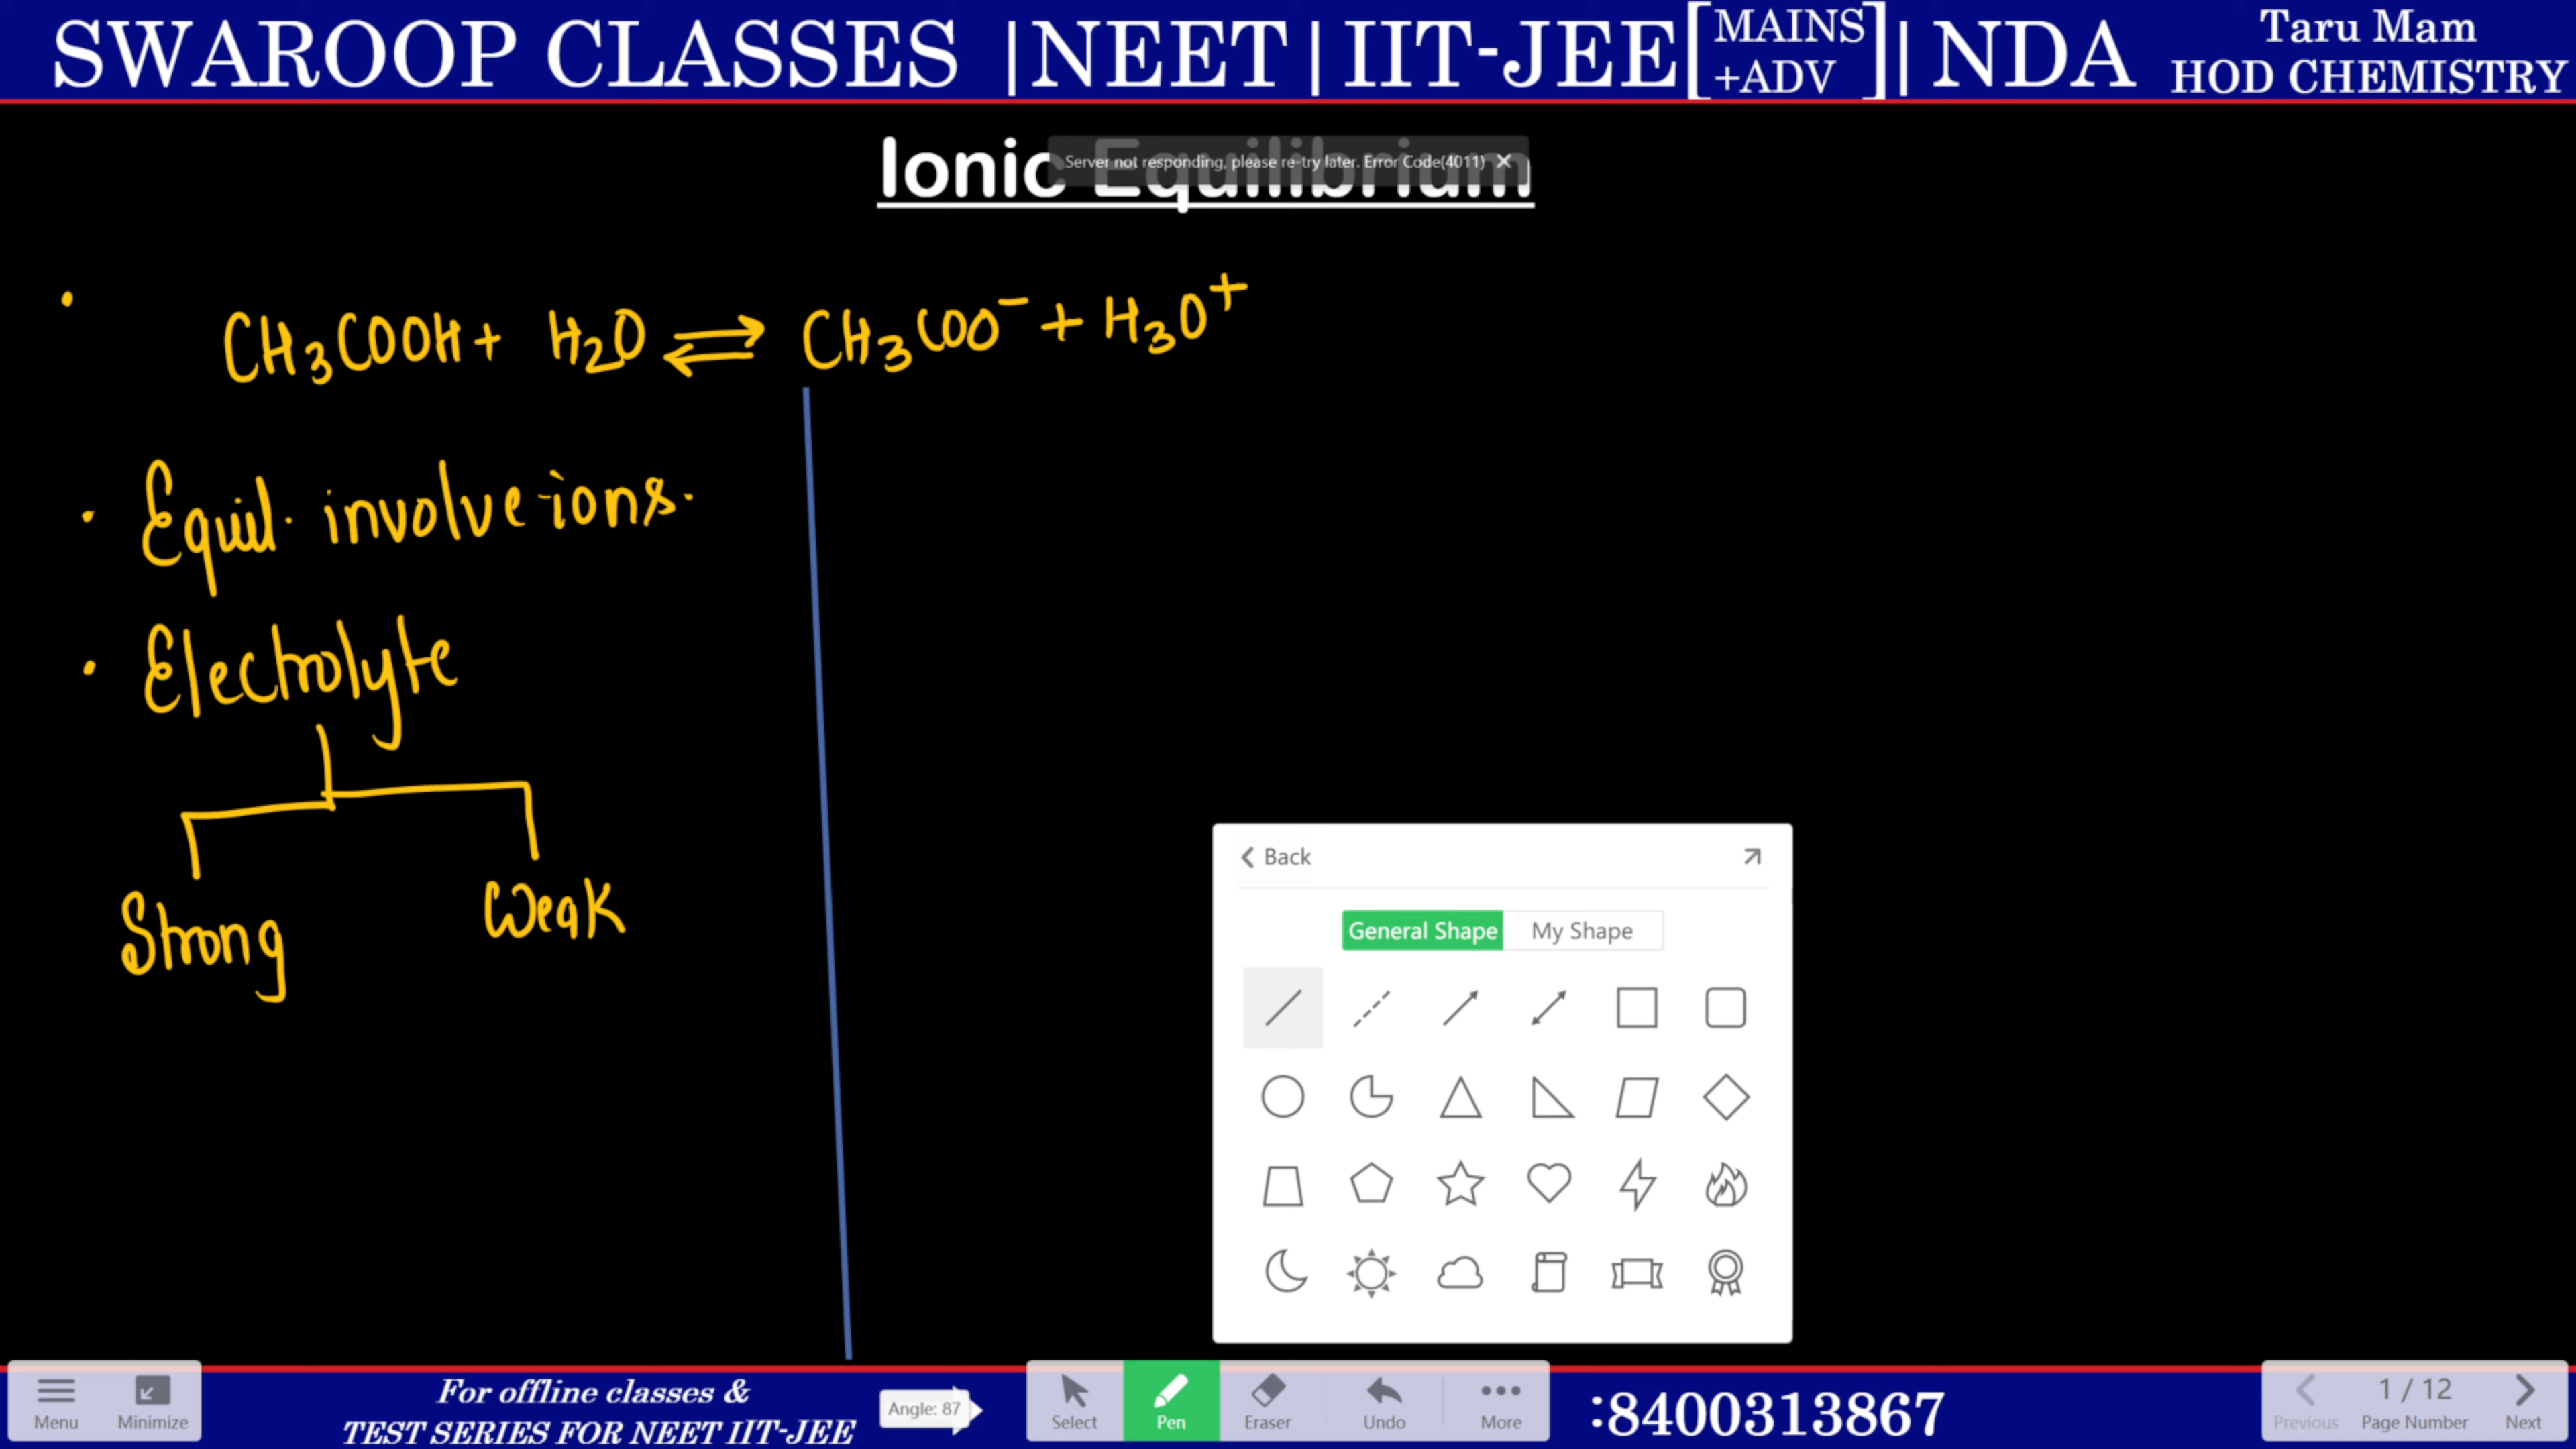 SWAROOP CLASSES |NEET| IIT-JEE[MAINS +ADV]| NDA
Taru Mam
HOD CHEMISTRY
Ionic Equilibrium
Server not responding, please re-try later. Error Code(4011)
CH₃COOH + H₂O ⇌ CH₃COO⁻ + H₃O⁺
• Equil. involve ions.
• Electrolyte
Strong Weak
Back
General Shape My Shape
Menu Minimize
For offline classes &
TEST SERIES FOR NEET IIT-JEE
Angle: 87
Select Pen Eraser Undo More
:8400313867
1 / 12
Previous Page Number Next